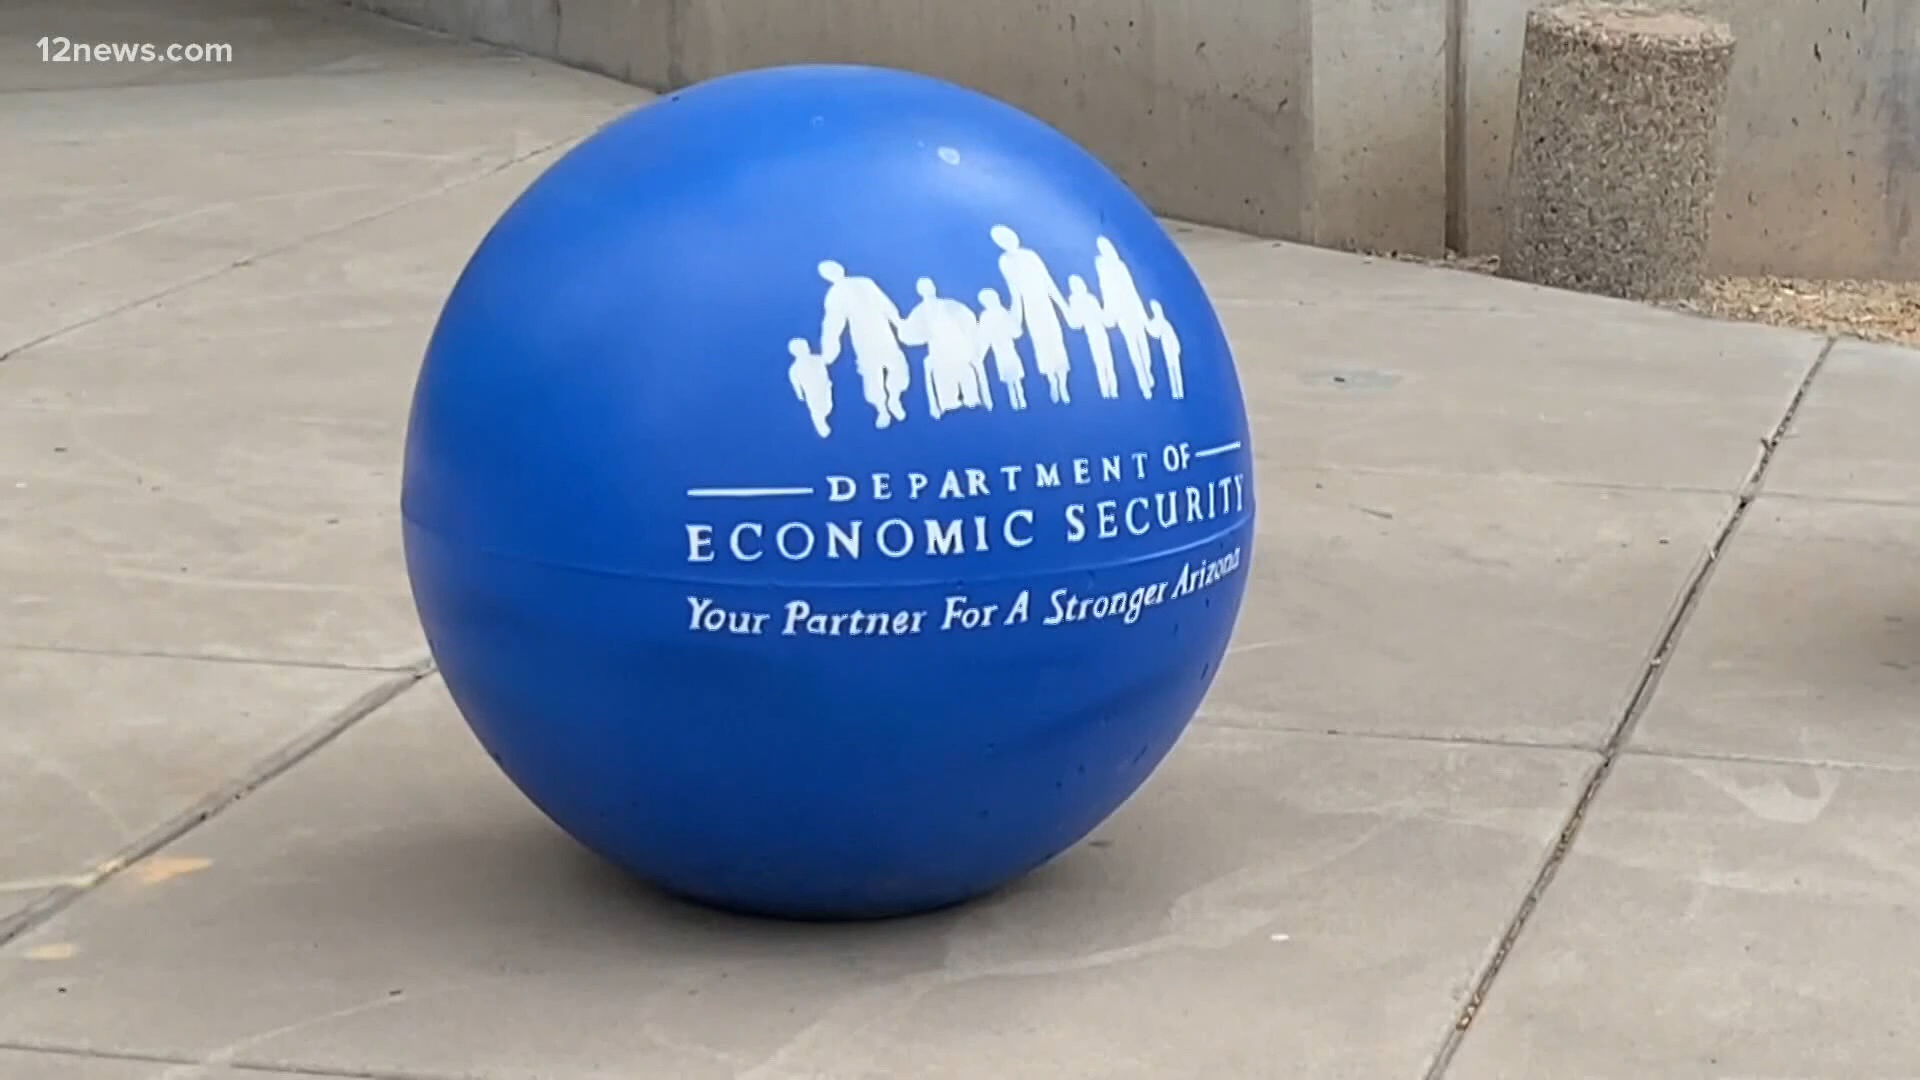 12news.com
DEPARTMENT OF
ECONOMIC SECURITY
Your Partner For A Stronger Arizona